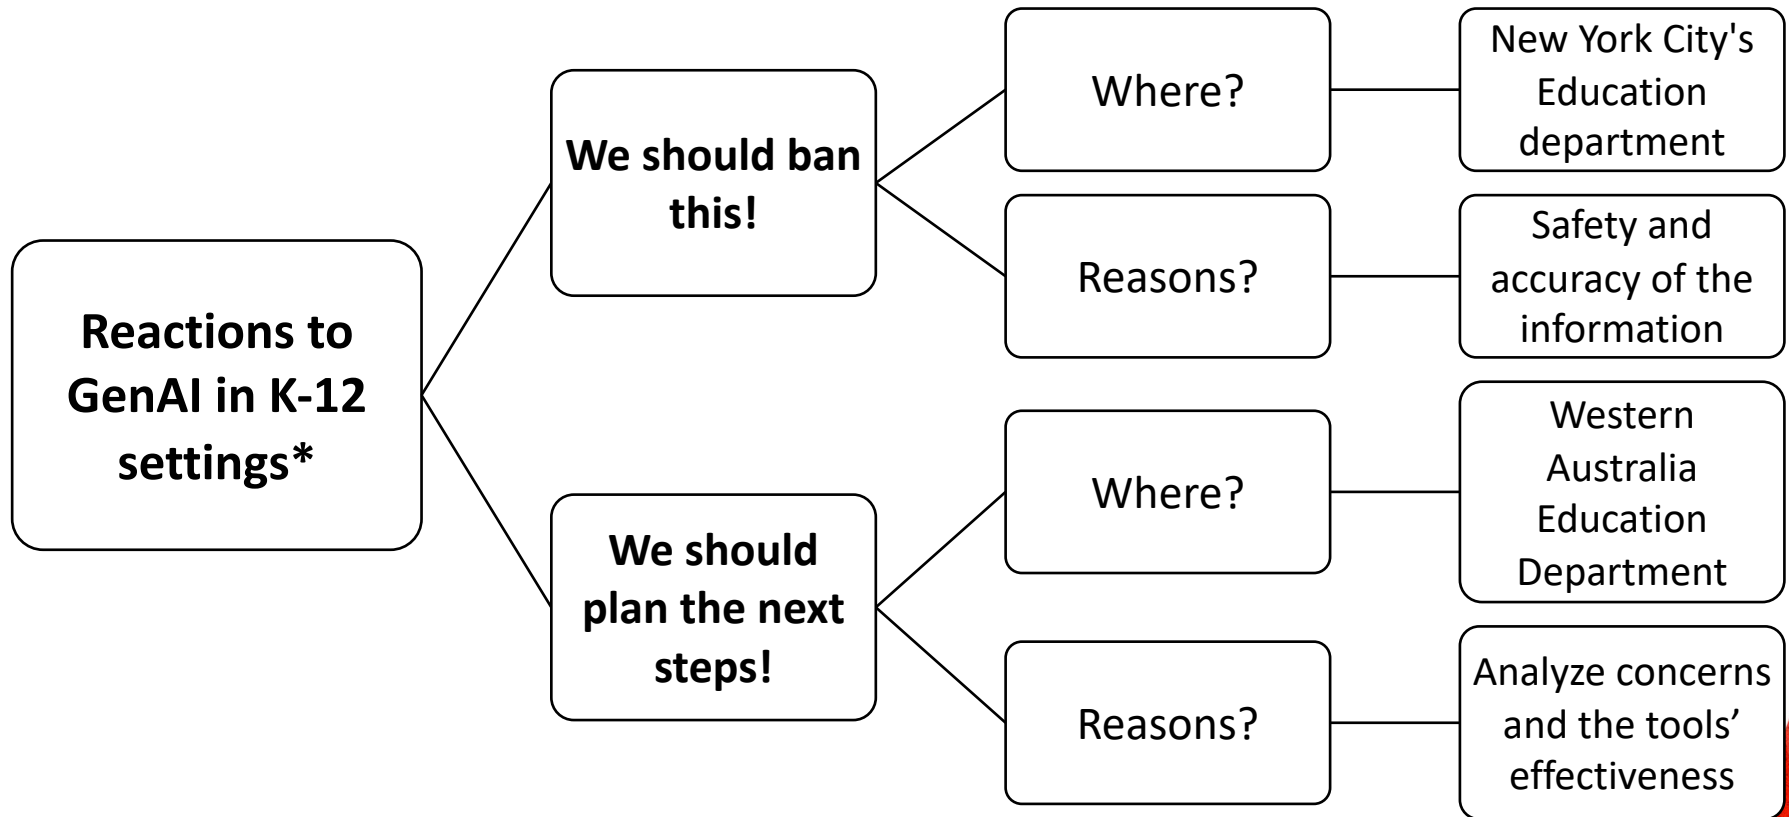 Reactions to
GenAI in K-12
settings*
We should ban
this!
Where?
New York City's
Education
department
Reasons?
Safety and
accuracy of the
information
We should
plan the next
steps!
Where?
Western
Australia
Education
Department
Reasons?
Analyze concerns
and the tools’
effectiveness